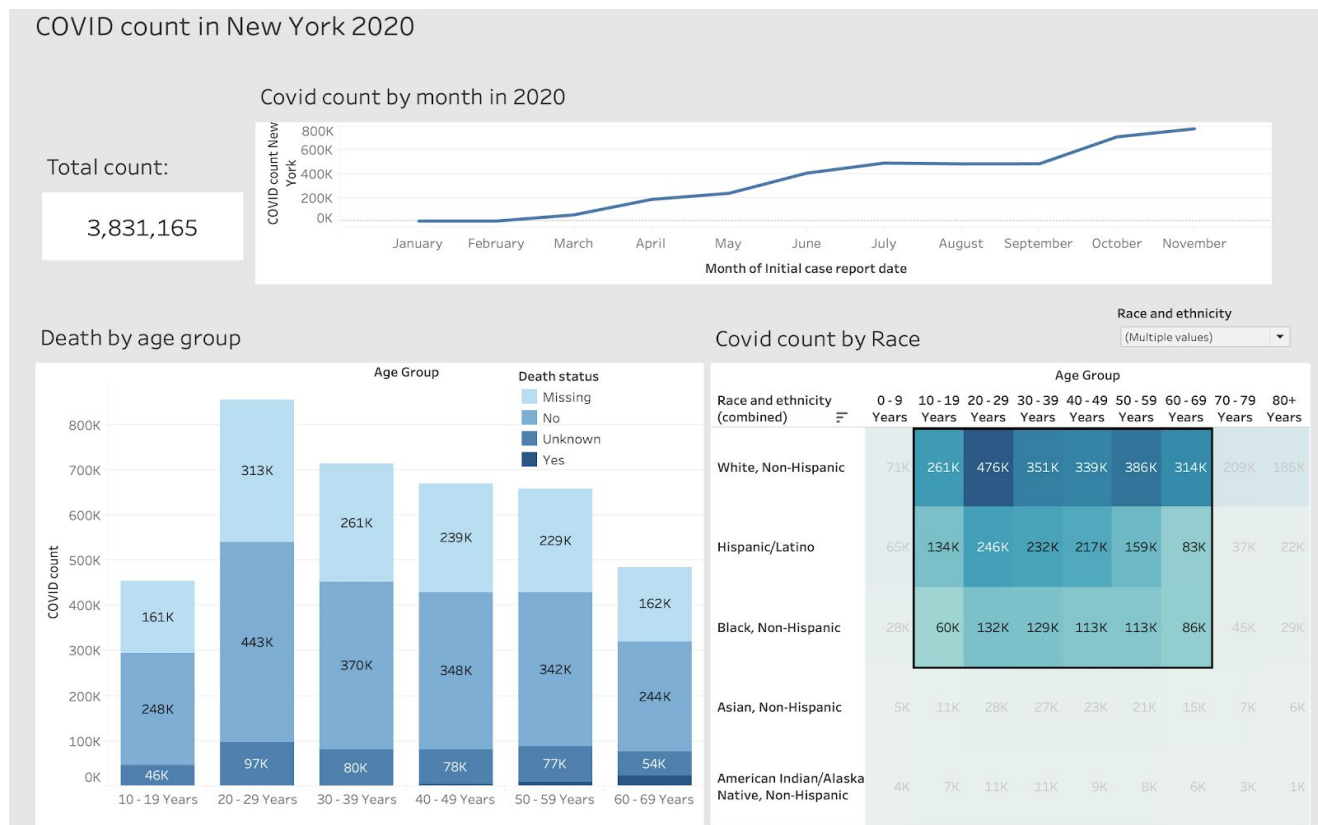 COVID count in New York 2020
Covid count by month in 2020
Total count:
3,831,165
COVID count New
York
800K
600K
400K
200K
0K
January February March April May June July August September October November
Month of Initial case report date
Race and ethnicity
(Multiple values)
Death by age group
Covid count by Race
Age Group
Death status
Missing
No
Unknown
Yes
COVID count
800K
700K
600K
500K
400K
300K
200K
100K
0K
161K 313K 261K 239K 229K 162K
248K 443K 370K 348K 342K 244K
46K 97K 80K 78K 77K 54K
10 - 19 Years 20 - 29 Years 30 - 39 Years 40 - 49 Years 50 - 59 Years 60 - 69 Years
Age Group
Race and ethnicity 0 - 9 10 - 19 20 - 29 30 - 39 40 - 49 50 - 59 60 - 69 70 - 79 80+
(combined) Years Years Years Years Years Years Years Years Years
White, Non-Hispanic 71K 261K 476K 351K 339K 386K 314K 209K 185K
Hispanic/Latino 65K 134K 246K 232K 217K 159K 83K 37K 22K
Black, Non-Hispanic 28K 60K 132K 129K 113K 113K 86K 45K 29K
Asian, Non-Hispanic 5K 11K 28K 27K 23K 21K 15K 7K 6K
American Indian/Alaska
Native, Non-Hispanic 4K 7K 11K 11K 9K 8K 6K 3K 1K